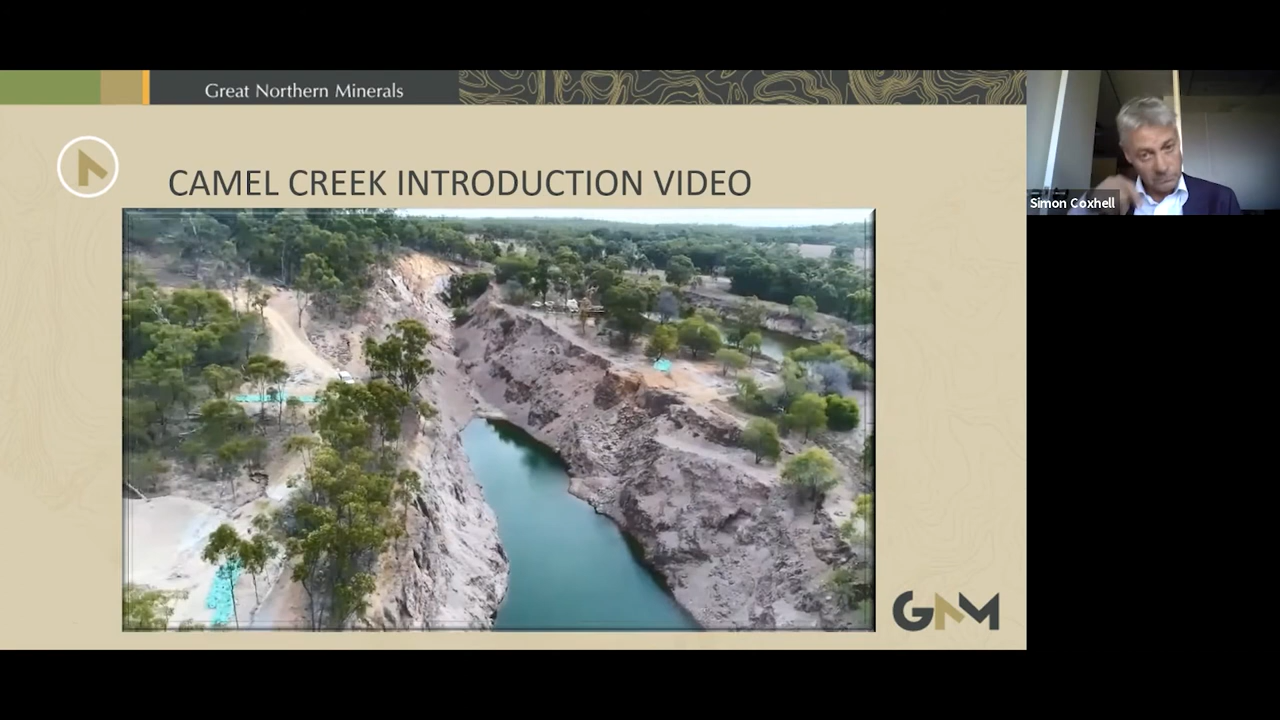 Great Northern Minerals
CAMEL CREEK INTRODUCTION VIDEO
Simon Coxhell
GNM